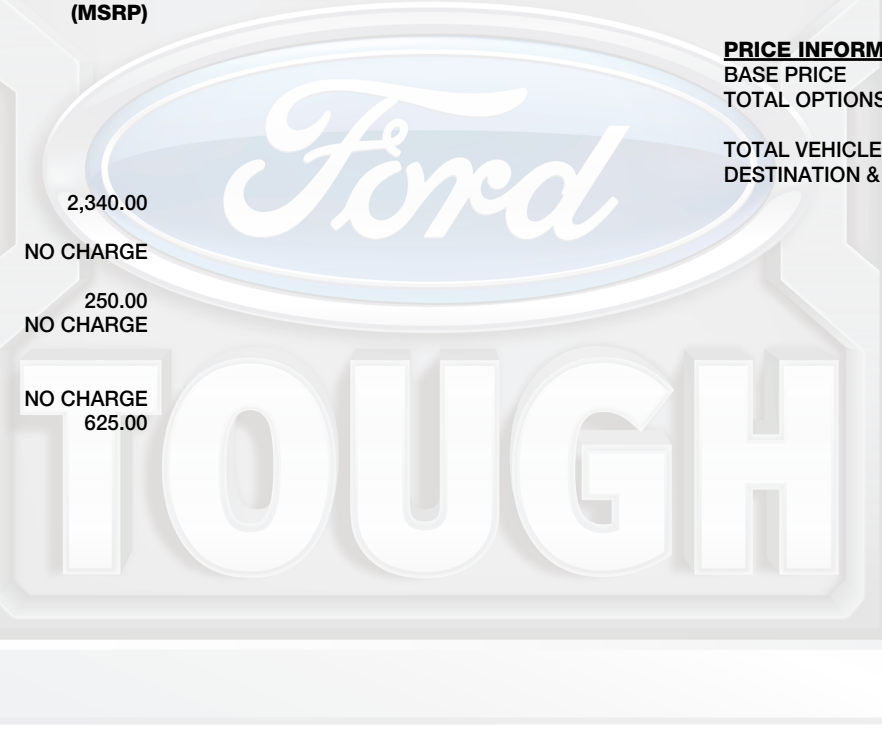 (MSRP)
2,340.00
NO CHARGE
250.00
NO CHARGE
NO CHARGE
625.00
PRICE INFORM
BASE PRICE
TOTAL OPTIONS
TOTAL VEHICLE
DESTINATION &
Ford
TOUGH